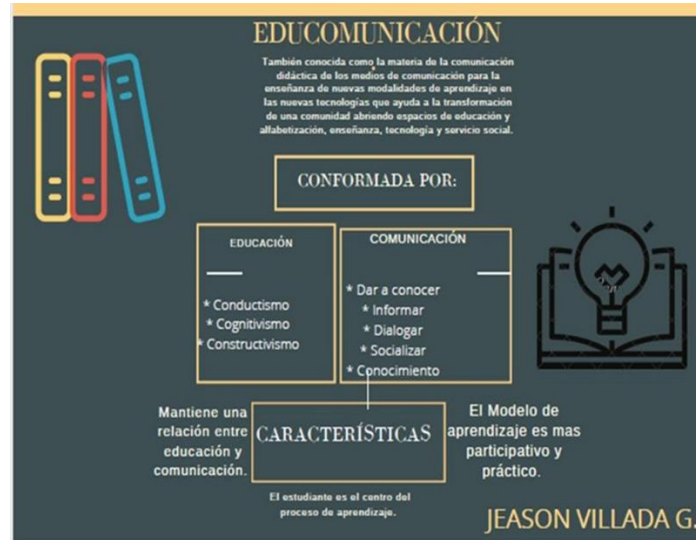 EDUCOMUNICACIÓN
También conocida como la materia de la comunicación
didáctica de los medios de comunicación para la
enseñanza de nuevas modalidades de aprendizaje en
las nuevas tecnologías que ayuda a la transformación
de una comunidad abriendo espacios de educación y
alfabetización, enseñanza, tecnología y servicio social.
CONFORMADA POR:
EDUCACIÓN
* Conductismo
* Cognitivismo
* Constructivismo
COMUNICACIÓN
* Dar a conocer
* Informar
* Dialogar
* Socializar
* Conocimiento
Mantiene una
relación entre
educación y
comunicación.
CARACTERÍSTICAS
El Modelo de
aprendizaje es mas
participativo y
práctico.
El estudiante es el centro del
proceso de aprendizaje.
JEASON VILLADA G.